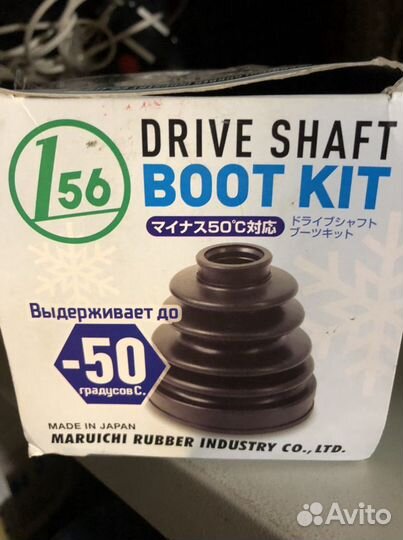 156
DRIVE SHAFT
BOOT KIT
マイナス50℃対応
ドライブシャフト
ブーツキット
Выдерживает до
-50
градусов С.
MADE IN JAPAN
MARUICHI RUBBER INDUSTRY CO., LTD.
Avito